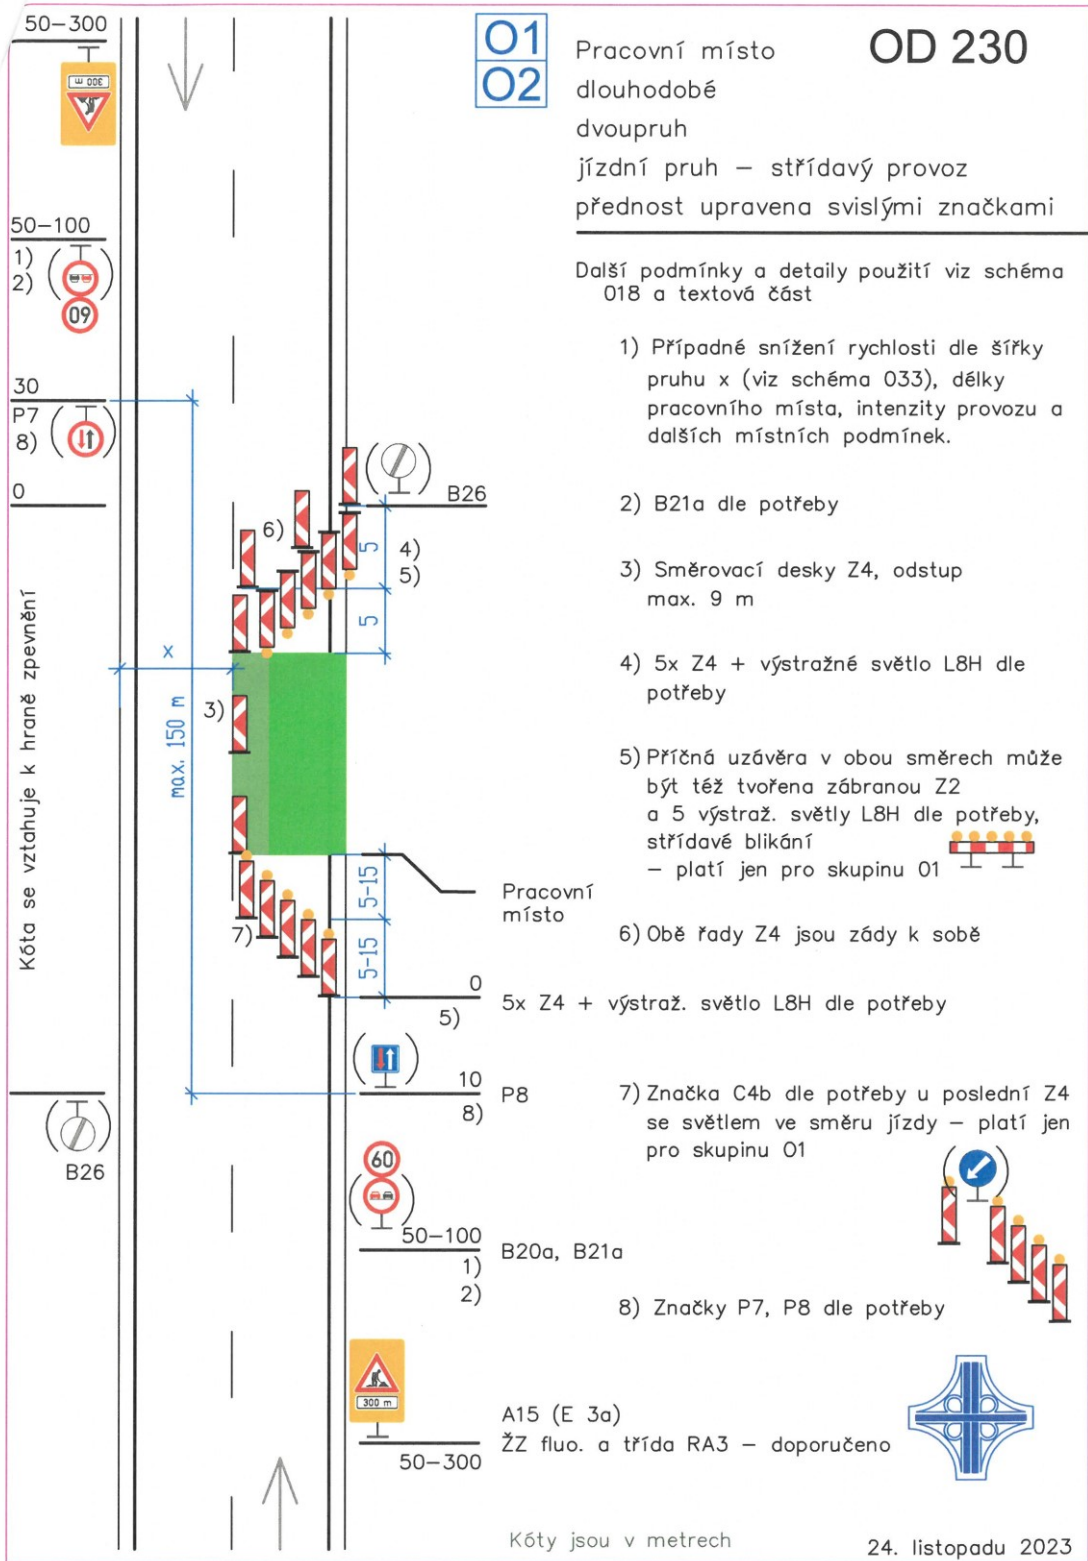 O1
O2
Pracovní místo
OD 230
dlouhodobé
dvoupruh
jízdní pruh – střídavý provoz
přednost upravena svislými značkami
Další podmínky a detaily použití viz schéma
018 a textová část
1) Případné snížení rychlosti dle šířky
pruhu x (viz schéma 033), délky
pracovního místa, intenzity provozu a
dalších místních podmínek.
2) B21a dle potřeby
3) Směrovací desky Z4, odstup
max. 9 m
4) 5x Z4 + výstražné světlo L8H dle
potřeby
5) Příčná uzávěra v obou směrech může
být též tvořena zábranou Z2
a 5 výstraž. světly L8H dle potřeby,
střídavé blikání
– platí jen pro skupinu 01
6) Obě řady Z4 jsou zády k sobě
7) Značka C4b dle potřeby u poslední Z4
se světlem ve směru jízdy – platí jen
pro skupinu 01
8) Značky P7, P8 dle potřeby
50–300
300 m
50–100
1)
2)
60
30
P7
8)
0
B26
6)
5
4)
5)
5
x
max. 150 m
3)
Kóta se vztahuje k hraně zpevnění
5–15
Pracovní
místo
7)
5–15
0
5x Z4 + výstraž. světlo L8H dle potřeby
5)
10
P8
8)
B26
60
50–100
B20a, B21a
1)
2)
300 m
A15 (E 3a)
ŽZ fluo. a třída RA3 – doporučeno
50–300
Kóty jsou v metrech
24. listopadu 2023